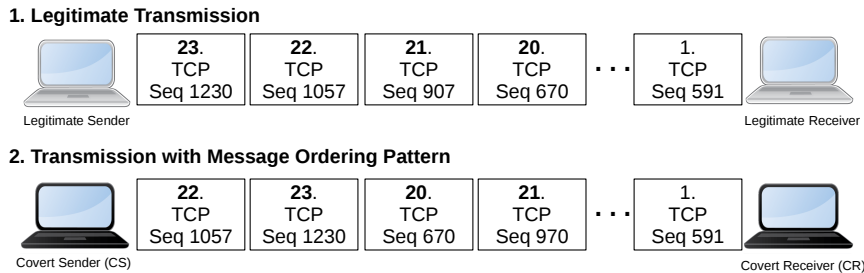 1. Legitimate Transmission
23. 22. 21. 20. 1.
TCP TCP TCP TCP . . . TCP
Seq 1230 Seq 1057 Seq 907 Seq 670 Seq 591
Legitimate Sender Legitimate Receiver
2. Transmission with Message Ordering Pattern
22. 23. 20. 21. 1.
TCP TCP TCP TCP . . . TCP
Seq 1057 Seq 1230 Seq 670 Seq 970 Seq 591
Covert Sender (CS) Covert Receiver (CR)